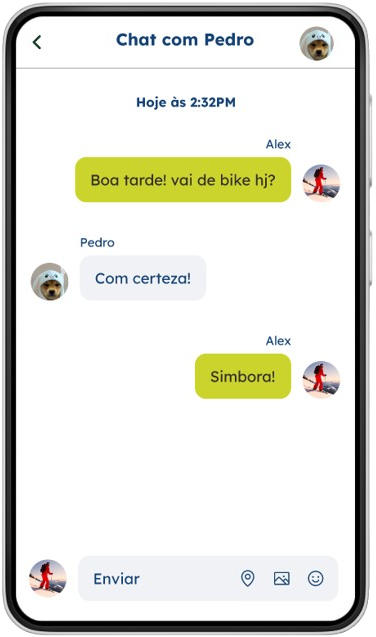 Chat com Pedro
Hoje às 2:32PM
Alex
Boa tarde! vai de bike hj?
Pedro
Com certeza!
Alex
Simbora!
Enviar